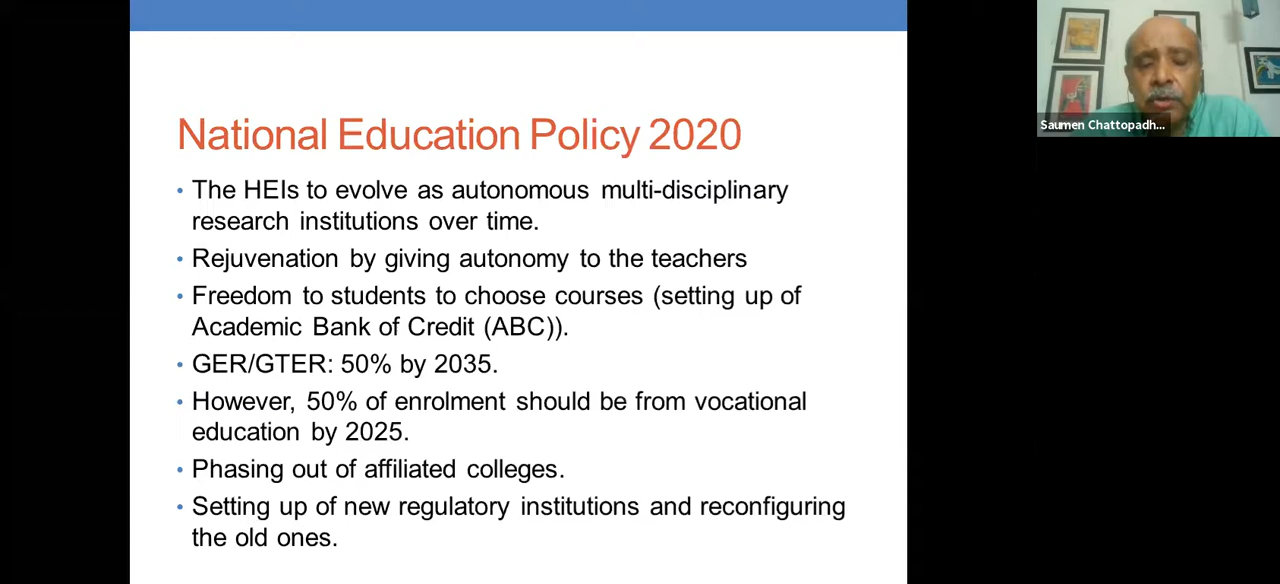 National Education Policy 2020
• The HEIs to evolve as autonomous multi-disciplinary
research institutions over time.
• Rejuvenation by giving autonomy to the teachers
• Freedom to students to choose courses (setting up of
Academic Bank of Credit (ABC)).
• GER/GTER: 50% by 2035.
• However, 50% of enrolment should be from vocational
education by 2025.
• Phasing out of affiliated colleges.
• Setting up of new regulatory institutions and reconfiguring
the old ones.
Saumen Chattopadh...